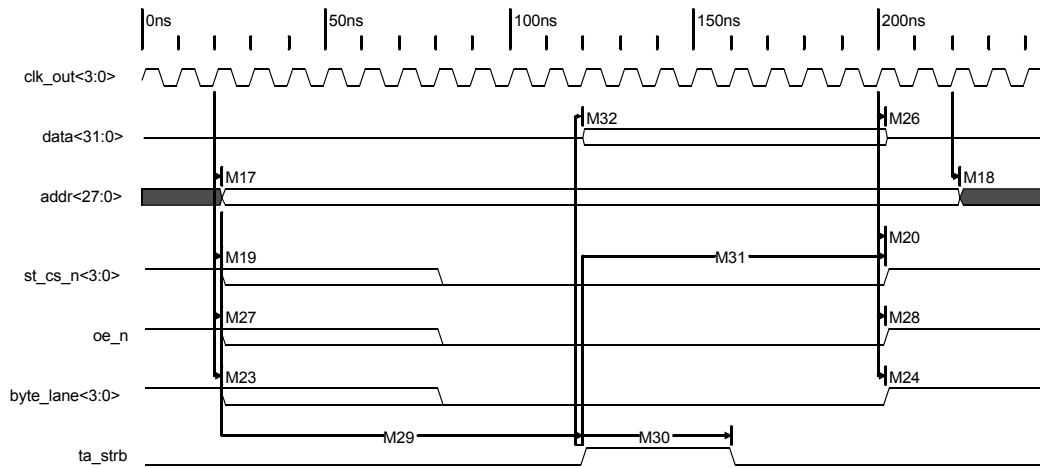 0ns 50ns 100ns 150ns 200ns
clk_out<3:0>
M32 M26
data<31:0>
M17 M18
addr<27:0>
M20
M19 M31
st_cs_n<3:0>
M27 M28
oe_n
M23 M24
byte_lane<3:0>
M29 M30
ta_strb